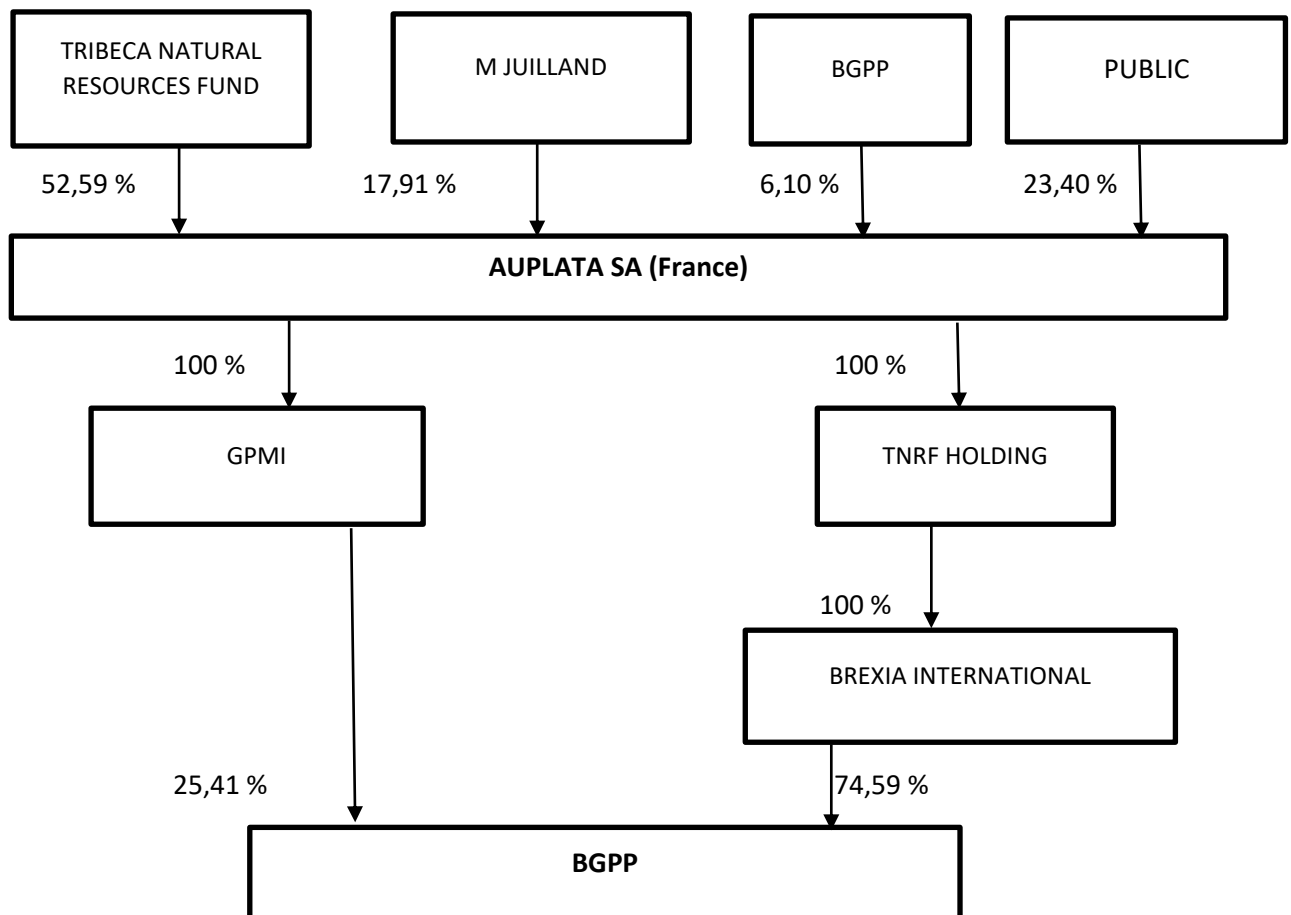 TRIBECA NATURAL
RESOURCES FUND
M JUILLAND
BGPP
PUBLIC
52,59 %
17,91 %
6,10 %
23,40 %
AUPLATA SA (France)
100 %
100 %
GPMI
TNRF HOLDING
100 %
BREXIA INTERNATIONAL
25,41 %
74,59 %
BGPP